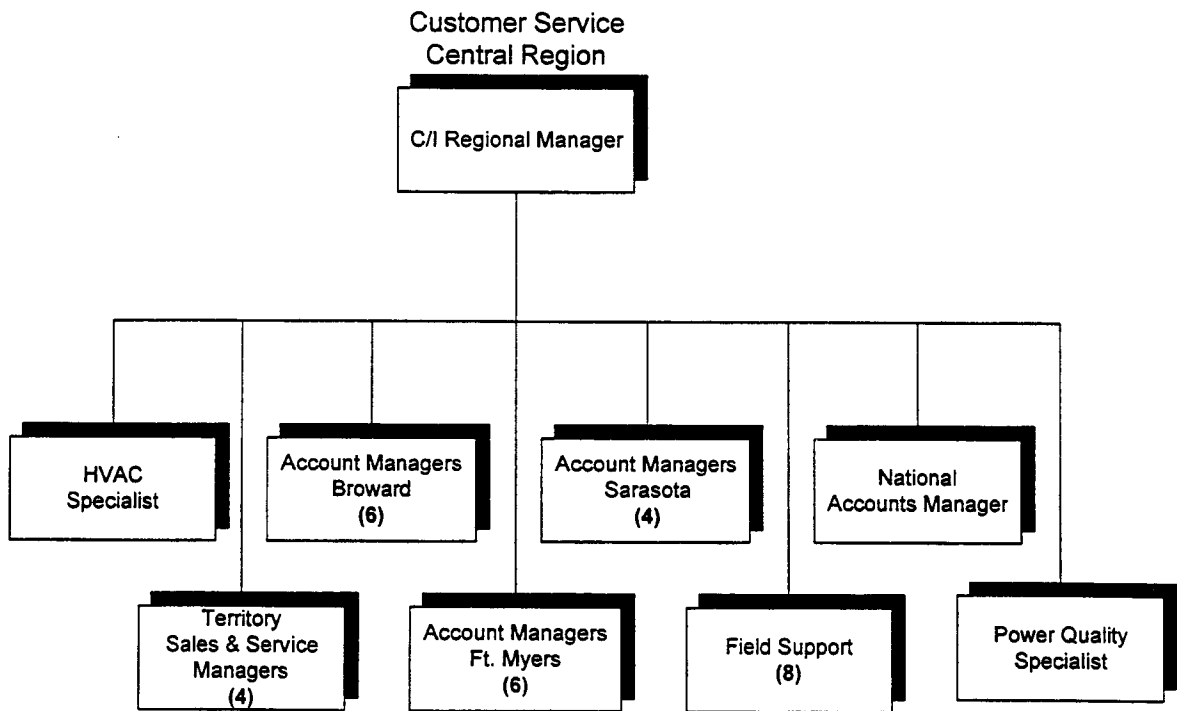 Customer Service
Central Region
C/I Regional Manager
HVAC
Specialist
Account Managers
Broward
(6)
Account Managers
Sarasota
(4)
National
Accounts Manager
Territory
Sales & Service
Managers
(4)
Account Managers
Ft. Myers
(6)
Field Support
(8)
Power Quality
Specialist